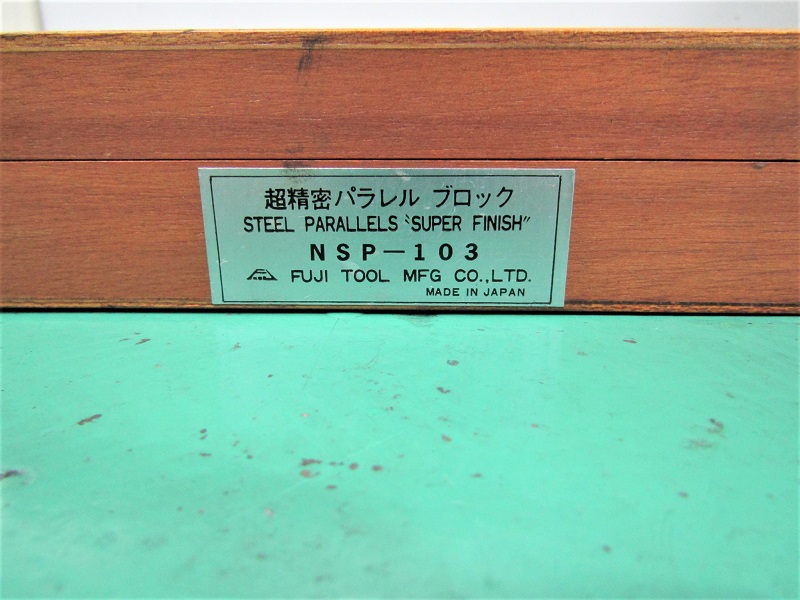 超精密パラレル ブロック
STEEL PARALLELS "SUPER FINISH"
NSP-103
FUJI TOOL MFG CO.,LTD.
MADE IN JAPAN